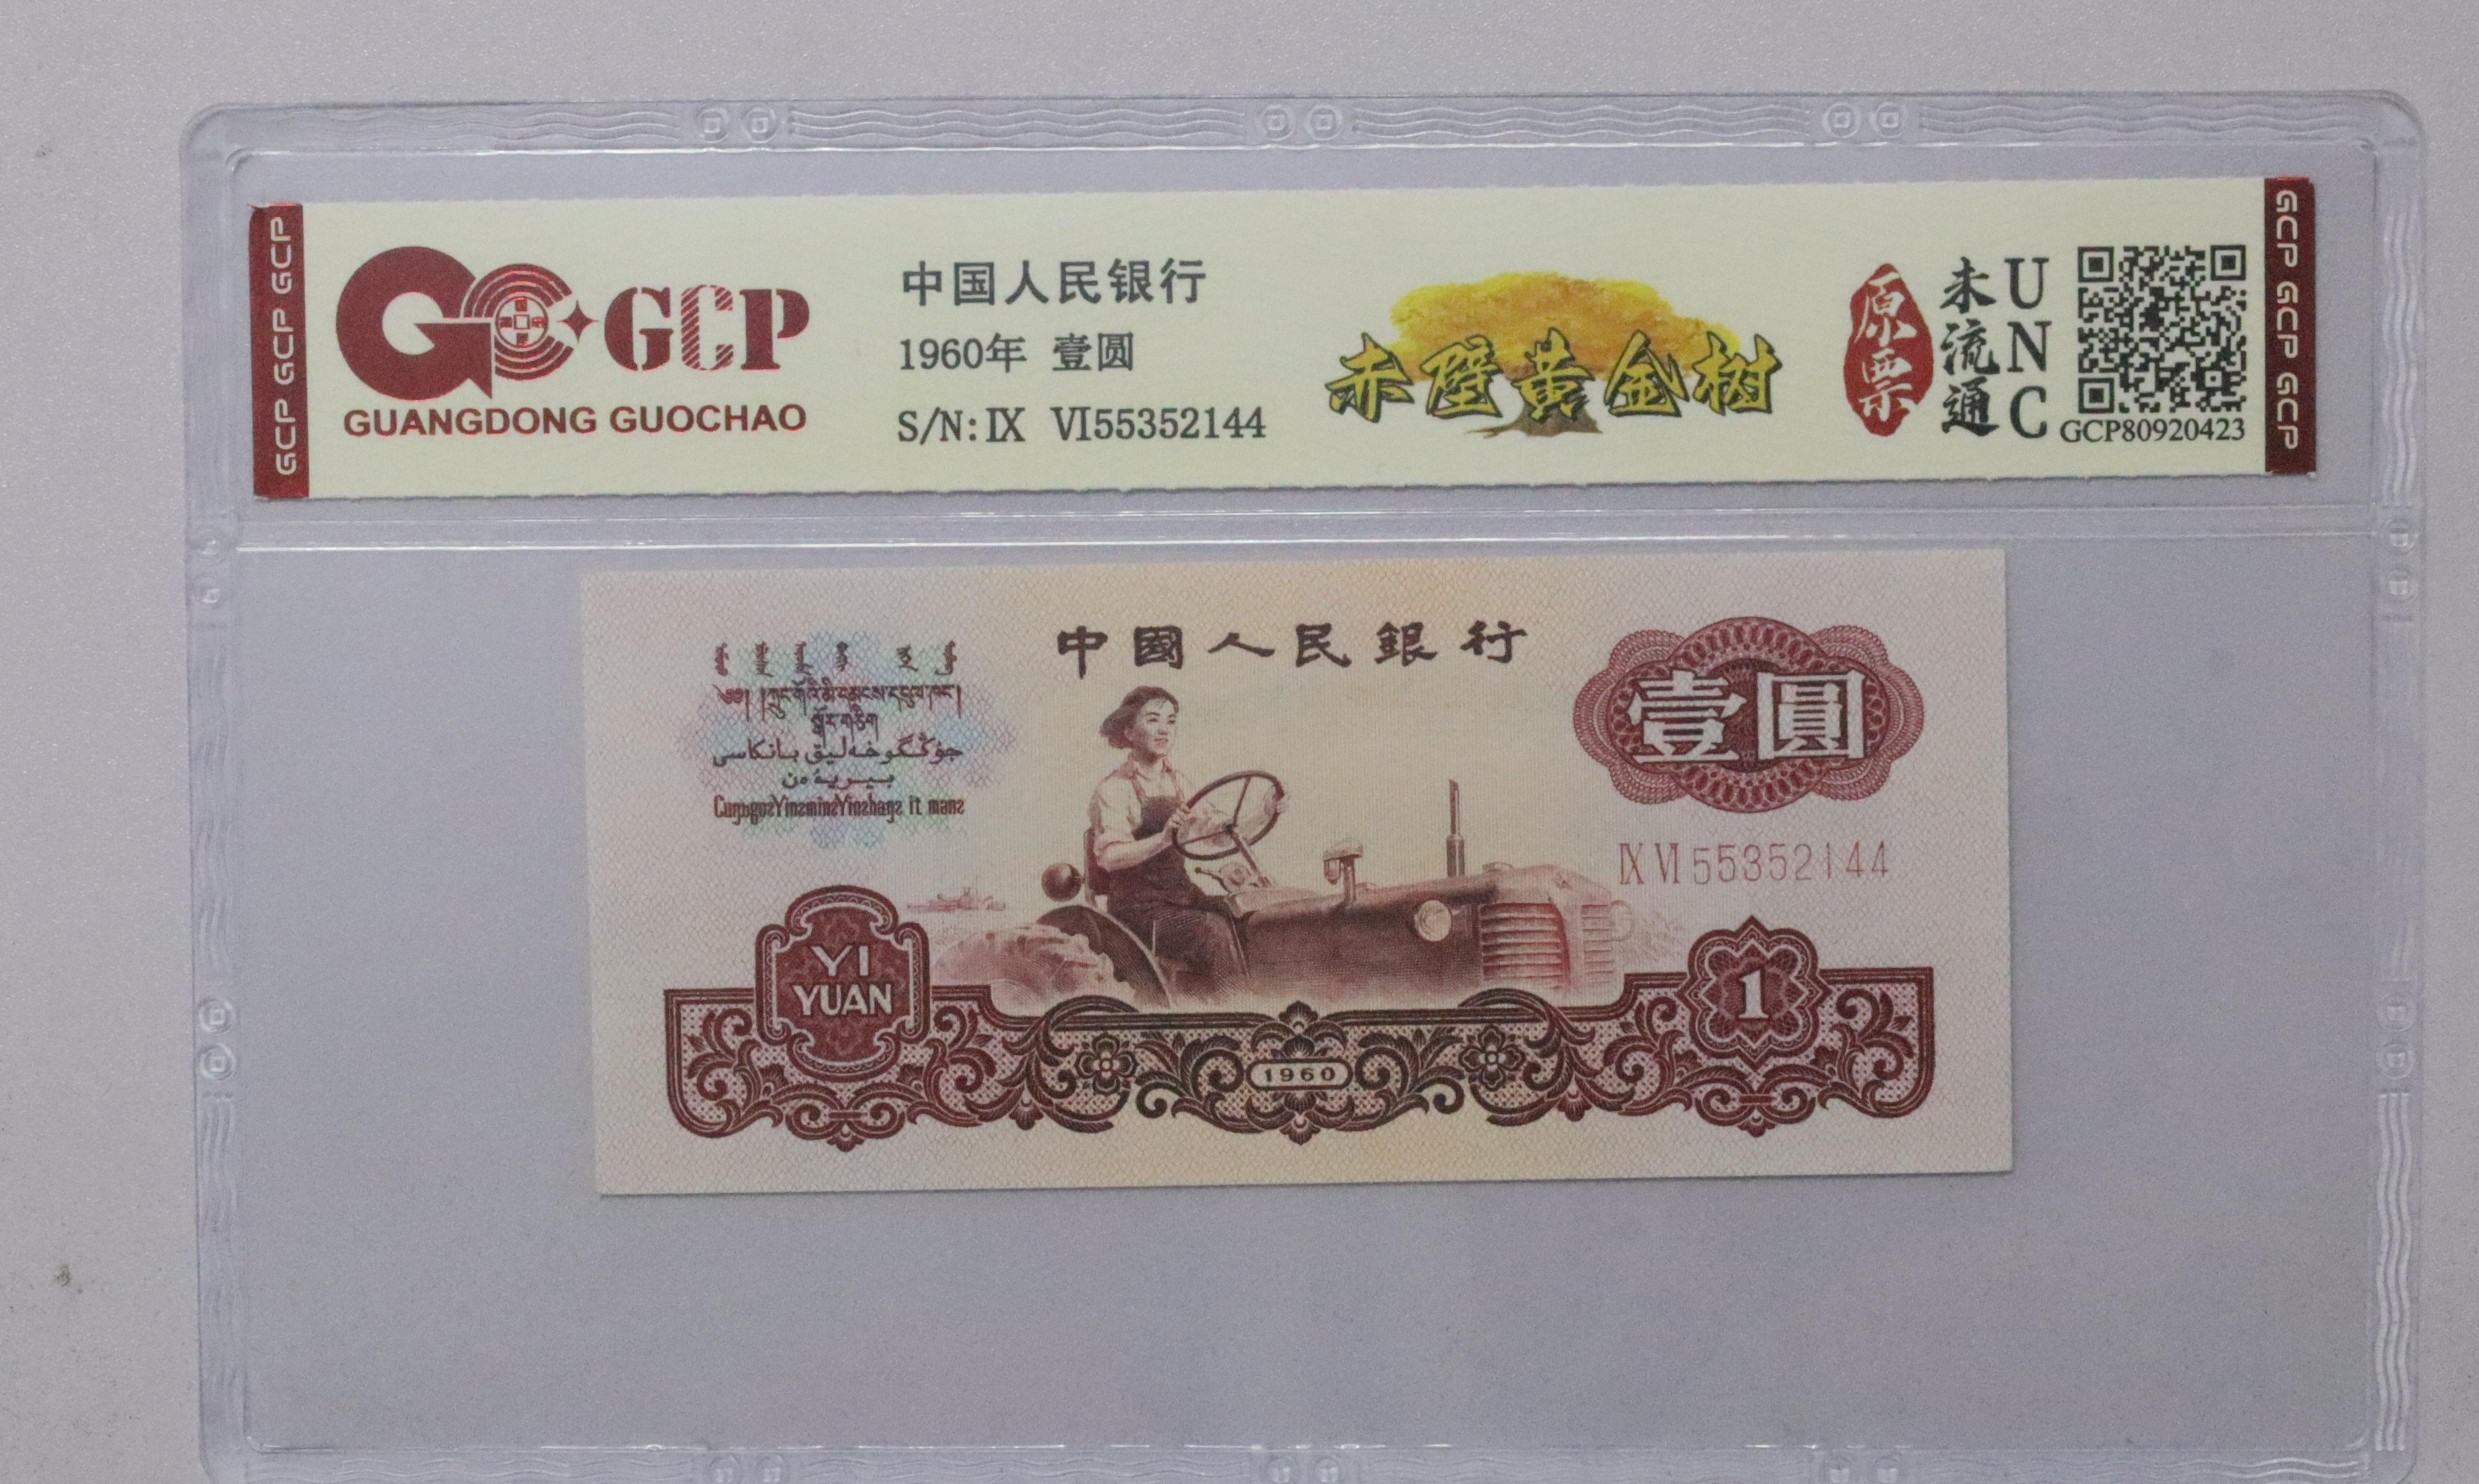 GCP GCP GCP
GCP
GUANGDONG GUOCHAO
中国人民银行
1960年 壹圆
S/N: IX VI55352144
赤壁黄金树
原票
未流通
UNC
GCP80920423
GCP GCP GCP
中國人民銀行
壹圓
IX VI 55352144
YI
YUAN
1960
1